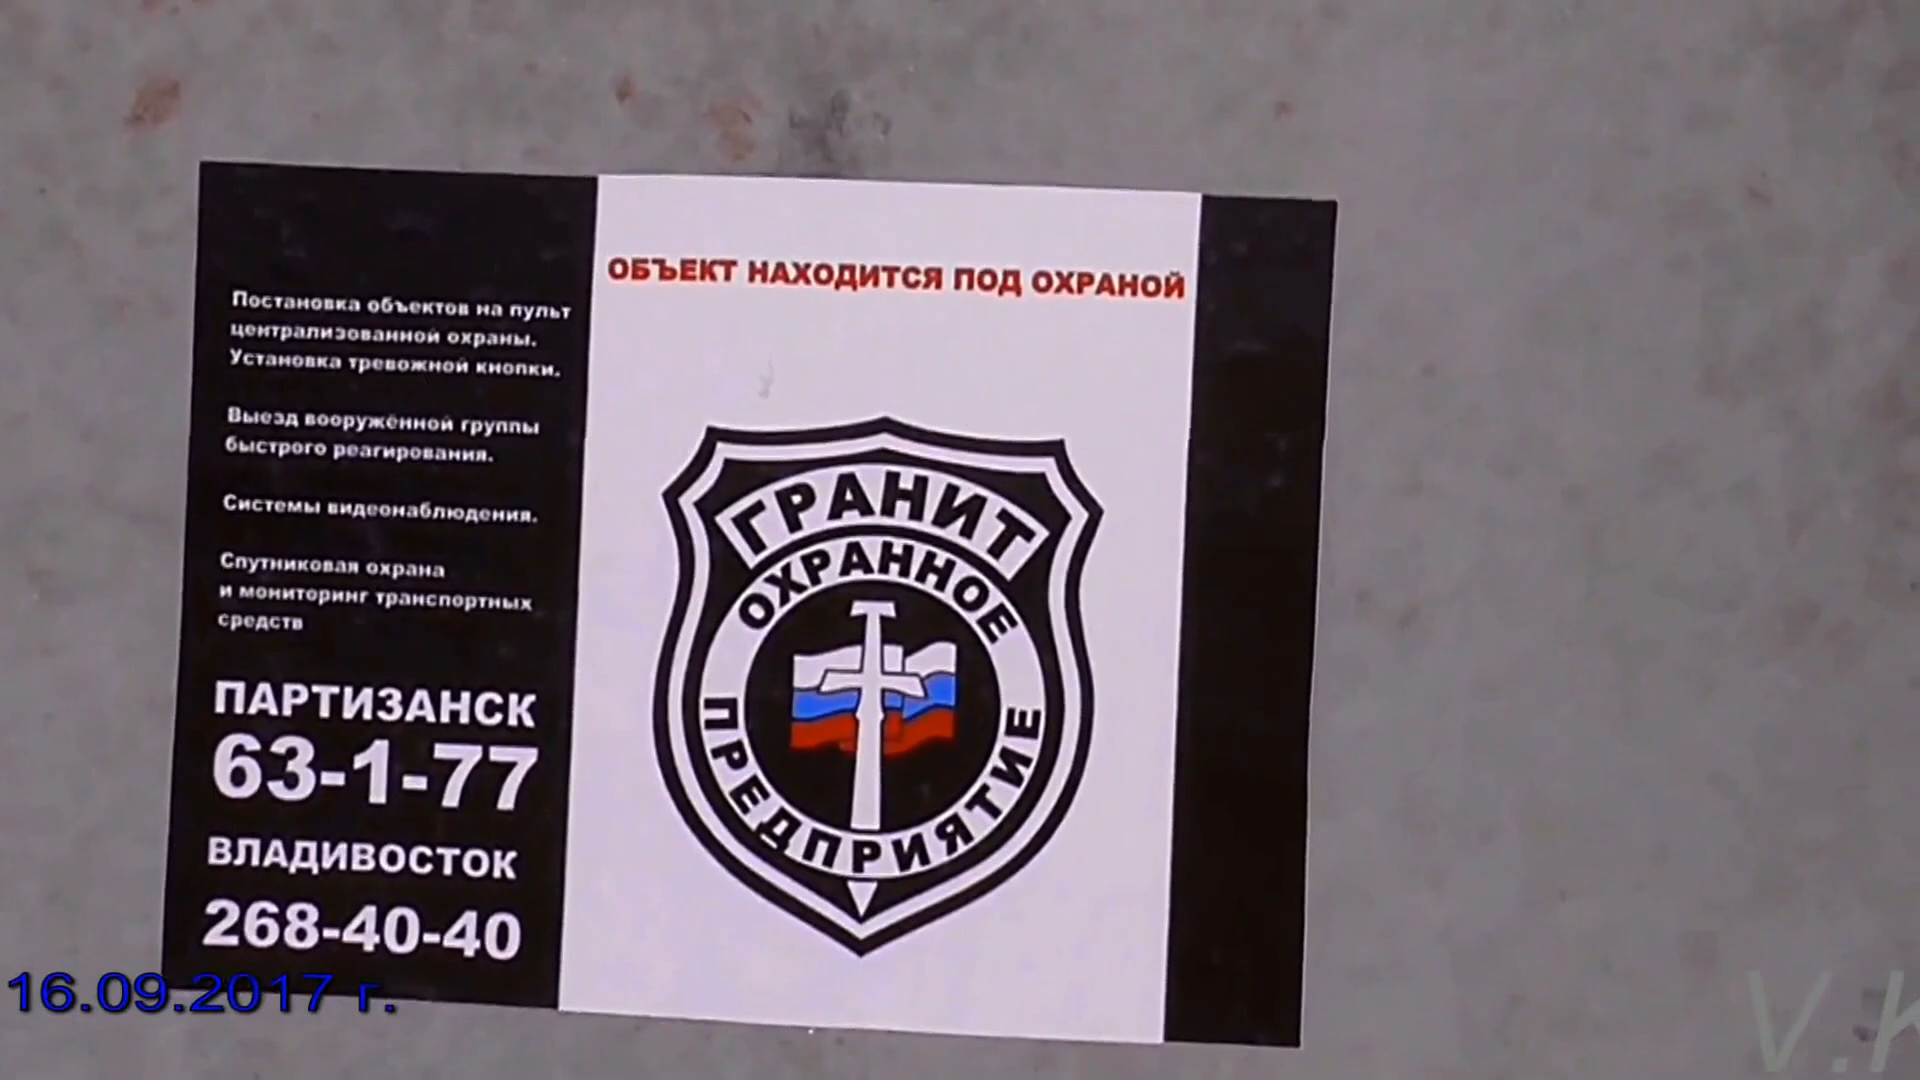 ОБЪЕКТ НАХОДИТСЯ ПОД ОХРАНОЙ
Постановка объектов на пульт
централизованной охраны.
Установка тревожной кнопки.
Выезд вооружённой группы
быстрого реагирования.
Системы видеонаблюдения.
Спутниковая охрана
и мониторинг транспортных
средств
ПАРТИЗАНСК
63-1-77
ВЛАДИВОСТОК
268-40-40
ГРАНИТ
ОХРАННОЕ
ПРЕДПРИЯТИЕ
16.09.2017 г.